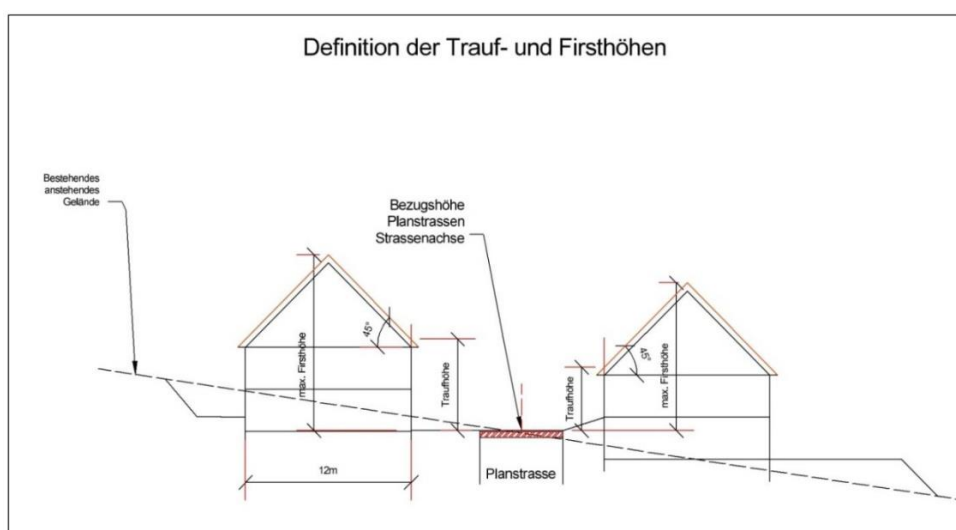 Definition der Trauf- und Firsthöhen
Bestehendes
anstehendes
Gelände
Bezugshöhe
Planstrassen
Strassenachse
45°
max. Firsthöhe
Traufhöhe
12m
Planstrasse
Traufhöhe
45°
max. Firsthöhe